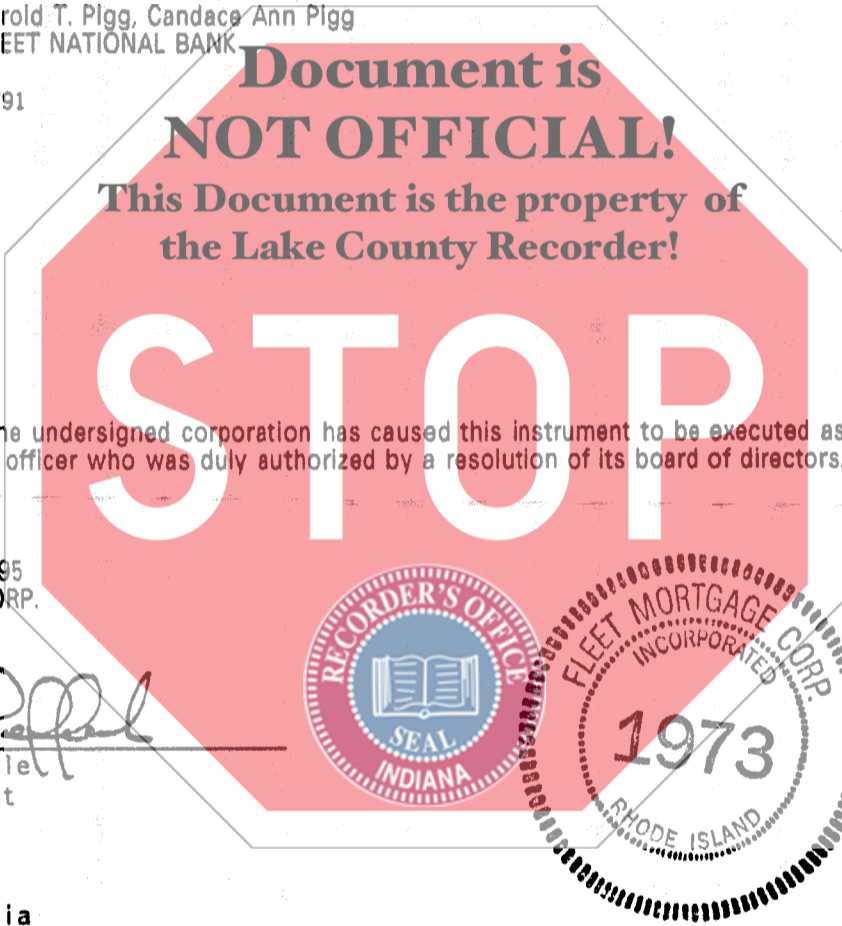 rold T. Pigg, Candace Ann Pigg
EET NATIONAL BANK
91
Document is
NOT OFFICIAL!
This Document is the property of
the Lake County Recorder!
STOP
he undersigned corporation has caused this instrument to be executed as
officer who was duly authorized by a resolution of its board of directors.
95
ORP.
RECORDER'S OFFICE
SEAL
INDIANA
FLEET MORTGAGE CORP
INCORPORATED
1973
RHODE ISLAND
le
t
ia